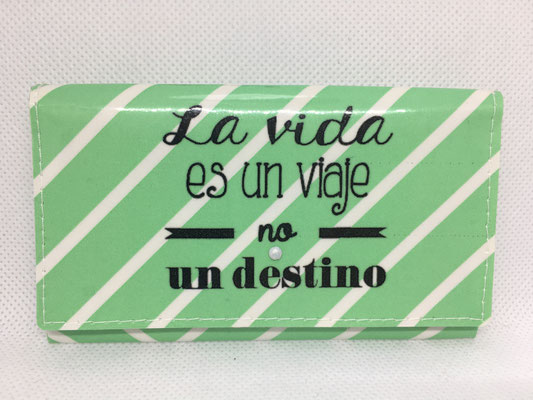 La vida
es un viaje
no
un destino